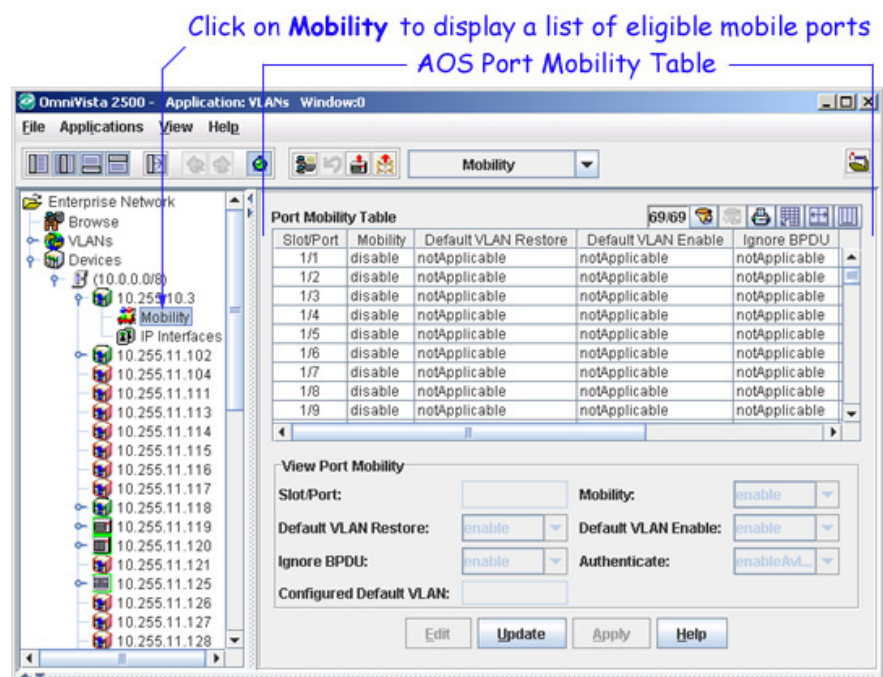 Click on Mobility to display a list of eligible mobile ports
AOS Port Mobility Table
OmniVista 2500 - Application: VLANs Window:0
File Applications View Help
Mobility
Enterprise Network
Browse
VLANs
Devices
(10.0.0.0/8)
10.255.10.3
Mobility
IP Interfaces
10.255.11.102
10.255.11.104
10.255.11.111
10.255.11.113
10.255.11.114
10.255.11.115
10.255.11.116
10.255.11.117
10.255.11.118
10.255.11.119
10.255.11.120
10.255.11.121
10.255.11.125
10.255.11.126
10.255.11.127
10.255.11.128
Port Mobility Table 69/69
Slot/Port Mobility Default VLAN Restore Default VLAN Enable Ignore BPDU
1/1 disable notApplicable notApplicable notApplicable
1/2 disable notApplicable notApplicable notApplicable
1/3 disable notApplicable notApplicable notApplicable
1/4 disable notApplicable notApplicable notApplicable
1/5 disable notApplicable notApplicable notApplicable
1/6 disable notApplicable notApplicable notApplicable
1/7 disable notApplicable notApplicable notApplicable
1/8 disable notApplicable notApplicable notApplicable
1/9 disable notApplicable notApplicable notApplicable
View Port Mobility
Slot/Port: Mobility: enable
Default VLAN Restore: enable Default VLAN Enable: enable
Ignore BPDU: enable Authenticate: enableAvl...
Configured Default VLAN:
Edit Update Apply Help